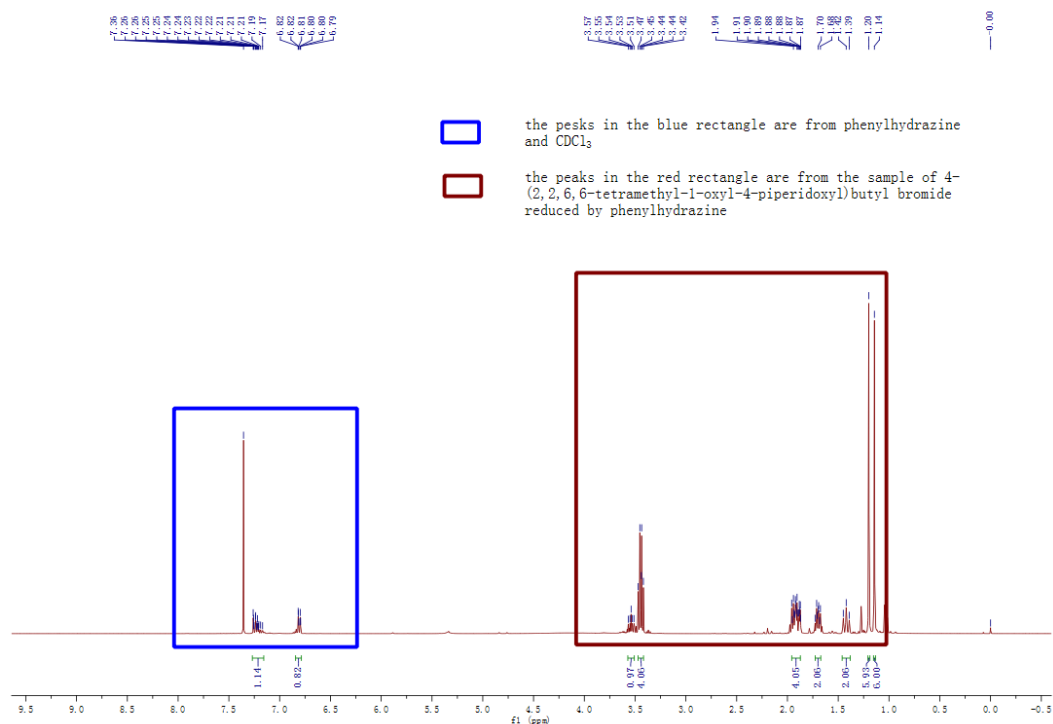 7.36 7.26 7.26 7.25 7.25 7.24 7.24 7.23 7.22 7.22 7.21 7.21 7.21 7.19 7.17 6.82 6.82 6.81 6.80 6.80 6.79 3.57 3.55 3.54 3.53 3.51 3.47 3.45 3.44 3.44 3.42 1.94 1.91 1.90 1.89 1.88 1.88 1.87 1.87 1.70 1.68 1.42 1.39 1.20 1.14 -0.00
the pesks in the blue rectangle are from phenylhydrazine
and CDCl₃
the peaks in the red rectangle are from the sample of 4-
(2,2,6,6-tetramethyl-1-oxyl-4-piperidoxyl)butyl bromide
reduced by phenylhydrazine
1.14 0.82 0.97 4.06 4.05 2.06 2.06 5.93 6.00
9.5 9.0 8.5 8.0 7.5 7.0 6.5 6.0 5.5 5.0 4.5 4.0 3.5 3.0 2.5 2.0 1.5 1.0 0.5 0.0 -0.5
f1 (ppm)